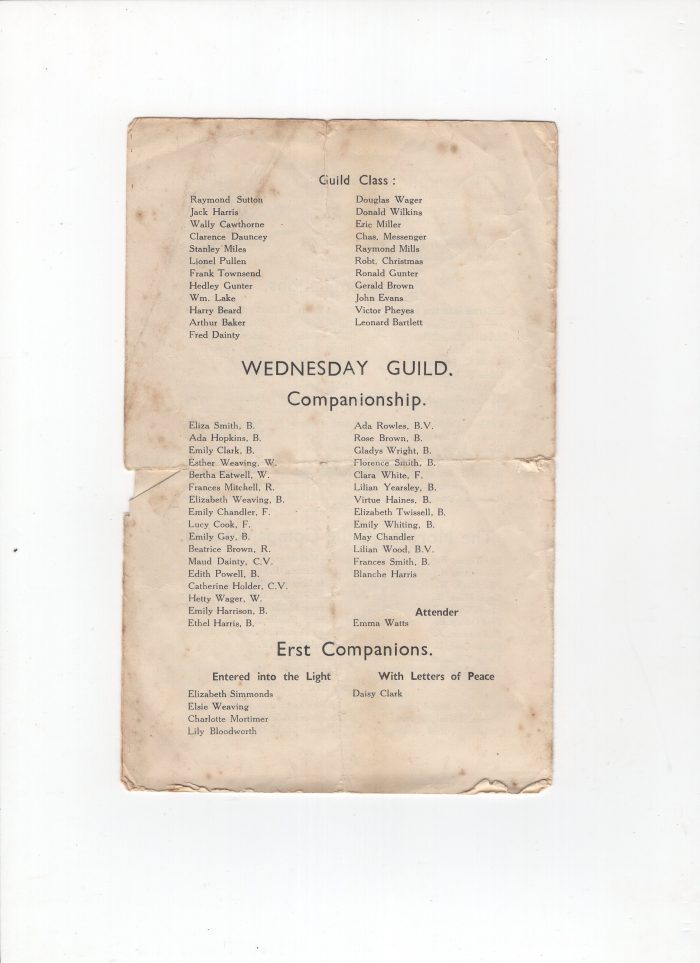 Guild Class :
Raymond Sutton
Jack Harris
Wally Cawthorne
Clarence Dauncey
Stanley Miles
Lionel Pullen
Frank Townsend
Hedley Gunter
Wm. Lake
Harry Beard
Arthur Baker
Fred Dainty
Douglas Wager
Donald Wilkins
Eric Miller
Chas, Messenger
Raymond Mills
Robt, Christmas
Ronald Gunter
Gerald Brown
John Evans
Victor Pheyes
Leonard Bartlett
WEDNESDAY GUILD.
Companionship.
Eliza Smith, B.
Ada Hopkins, B.
Emily Clark, B.
Esther Weaving, W.
Bertha Eatwell, W.
Frances Mitchell, R.
Elizabeth Weaving, B.
Emily Chandler, F.
Lucy Cook, F.
Emily Gay, B.
Beatrice Brown, R.
Maud Dainty, C.V.
Edith Powell, B.
Catherine Holder, C.V.
Hetty Wager, W.
Emily Harrison, B.
Ethel Harris, B.
Ada Rowles, B.V.
Rose Brown, B.
Gladys Wright, B.
Florence Smith, B.
Clara White, F.
Lilian Yearsley, B.
Virtue Haines, B.
Elizabeth Twissell, B.
Emily Whiting, B.
May Chandler
Lilian Wood, B.V.
Frances Smith, B.
Blanche Harris
Attender
Emma Watts
Erst Companions.
Entered into the Light
Elizabeth Simmonds
Elsie Weaving
Charlotte Mortimer
Lily Bloodworth
With Letters of Peace
Daisy Clark